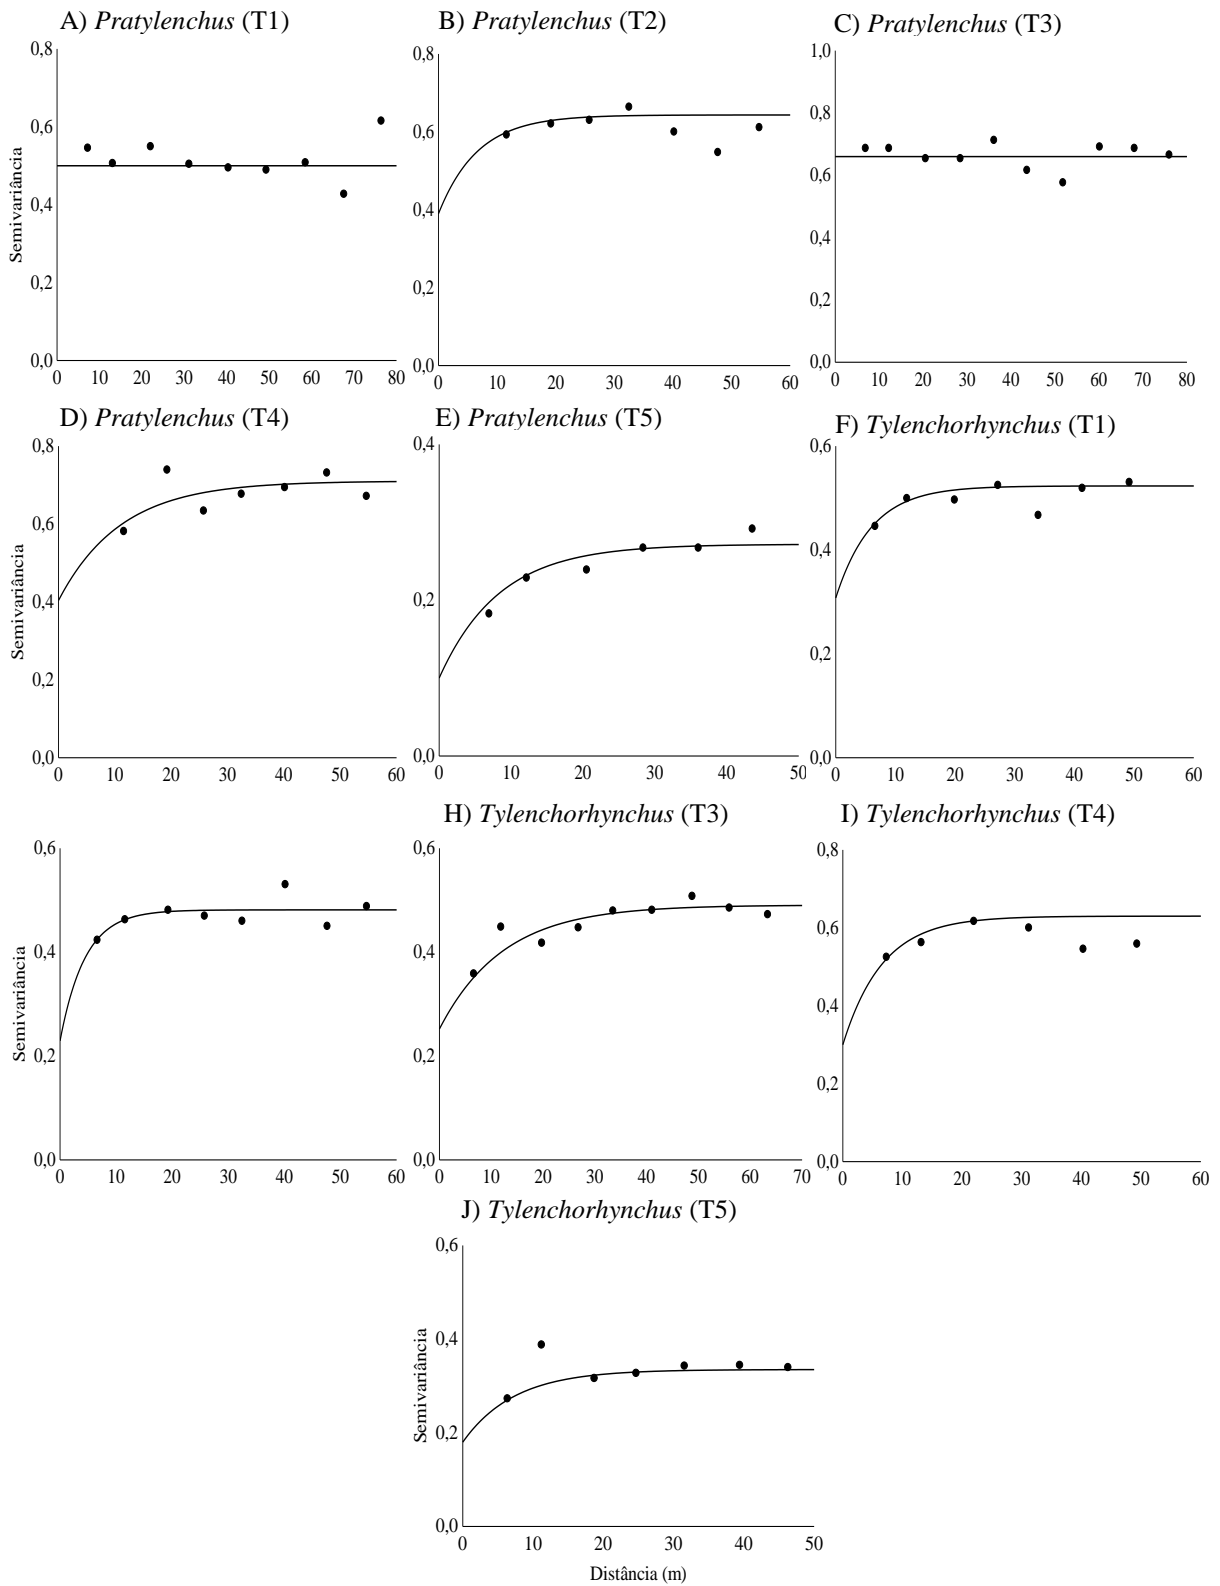 A) Pratylenchus (T1)
B) Pratylenchus (T2)
C) Pratylenchus (T3)
0,8
0,6
0,4
0,2
0,0
Semivariância
0 10 20 30 40 50 60 70 80
0,8
0,6
0,4
0,2
0,0
0 10 20 30 40 50 60
1,0
0,8
0,6
0,4
0,2
0,0
0 10 20 30 40 50 60 70 80
D) Pratylenchus (T4)
E) Pratylenchus (T5)
F) Tylenchorhynchus (T1)
0,8
0,6
0,4
0,2
0,0
Semivariância
0 10 20 30 40 50 60
0,4
0,2
0,0
0 10 20 30 40 50
0,6
0,4
0,2
0,0
0 10 20 30 40 50 60
H) Tylenchorhynchus (T3)
I) Tylenchorhynchus (T4)
0,6
0,4
0,2
0,0
Semivariância
0 10 20 30 40 50 60
0,6
0,4
0,2
0,0
0 10 20 30 40 50 60 70
0,8
0,6
0,4
0,2
0,0
0 10 20 30 40 50 60
J) Tylenchorhynchus (T5)
0,6
0,4
0,2
0,0
Semivariância
0 10 20 30 40 50
Distância (m)